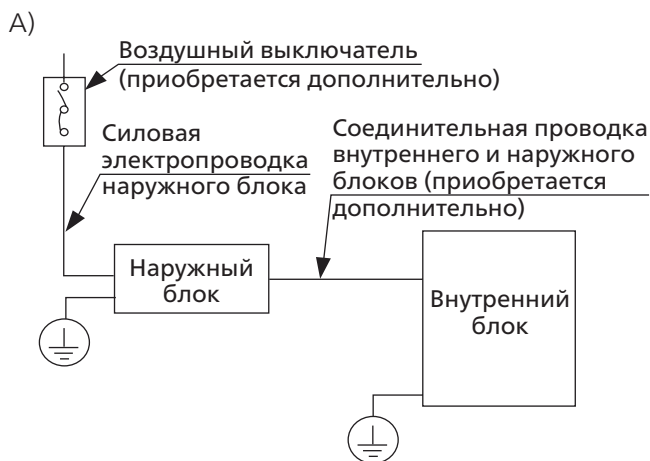 А)
Воздушный выключатель
(приобретается дополнительно)
Силовая
электропроводка
наружного блока
Соединительная проводка
внутреннего и наружного
блоков (приобретается
дополнительно)
Наружный
блок
Внутренний
блок